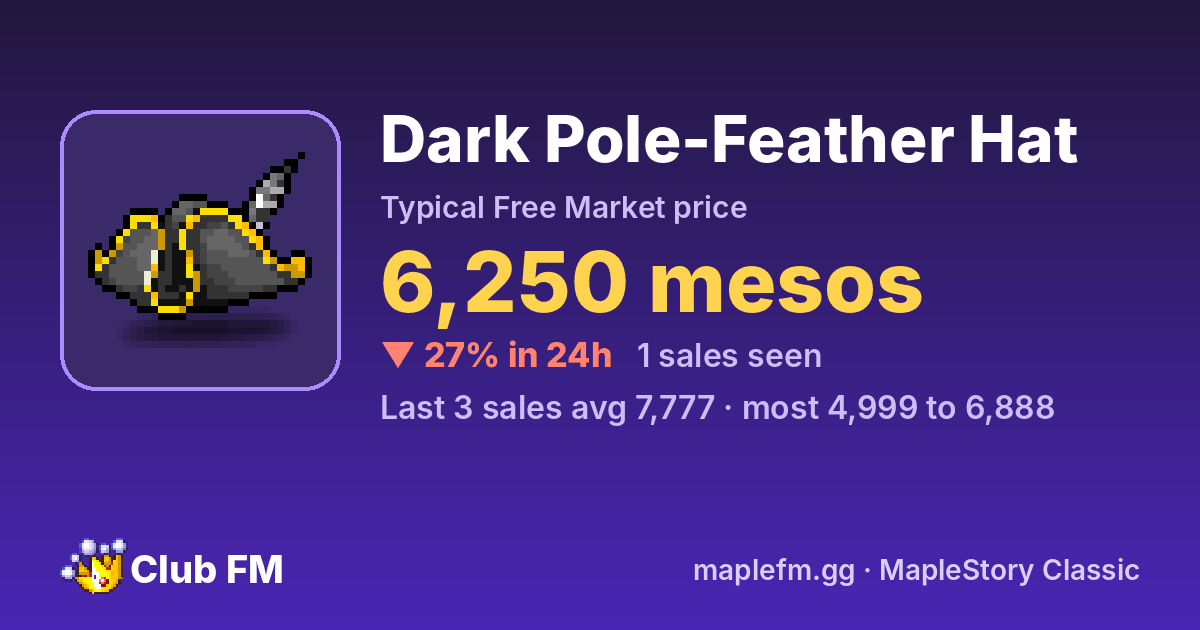 Dark Pole-Feather Hat
Typical Free Market price
6,250 mesos
▼ 27% in 24h 1 sales seen
Last 3 sales avg 7,777 · most 4,999 to 6,888
Club FM
maplefm.gg · MapleStory Classic